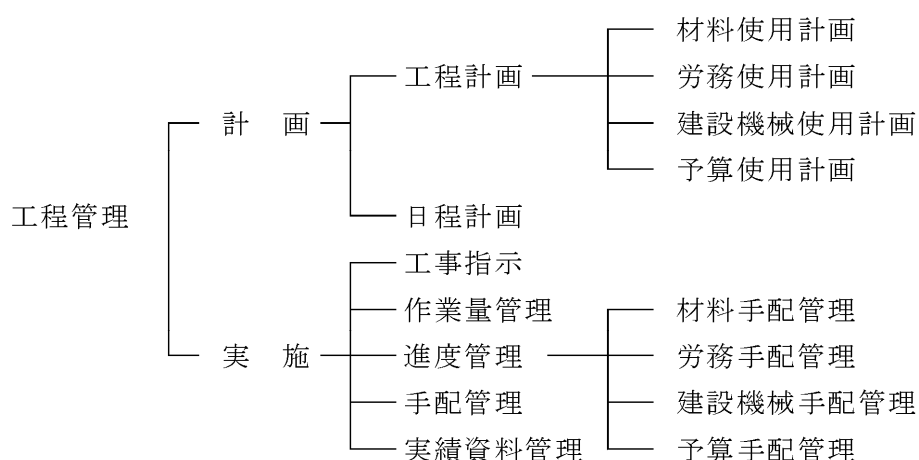 工程管理
計　画
工程計画
材料使用計画
労務使用計画
建設機械使用計画
予算使用計画
日程計画
実　施
工事指示
作業量管理
進度管理
手配管理
実績資料管理
材料手配管理
労務手配管理
建設機械手配管理
予算手配管理